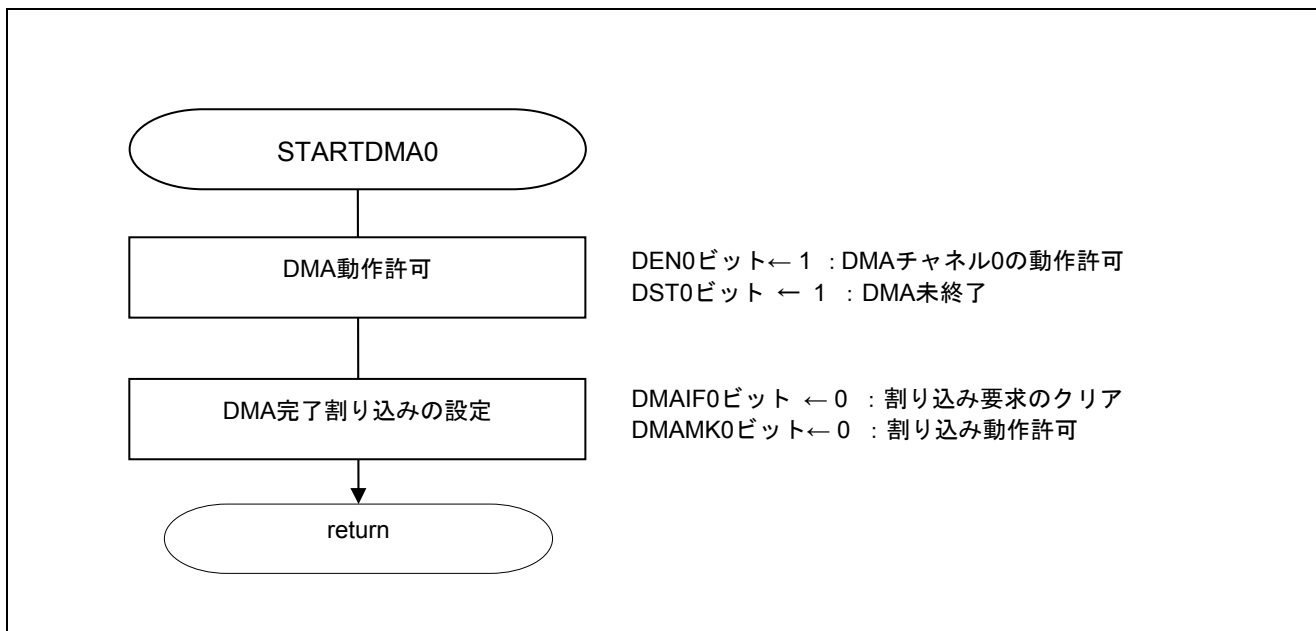 STARTDMA0
DMA動作許可
DEN0ビット← 1 ：DMAチャネル0の動作許可
DST0ビット ← 1 ：DMA未終了
DMA完了割り込みの設定
DMAIF0ビット ← 0 ：割り込み要求のクリア
DMAMK0ビット← 0 ：割り込み動作許可
return